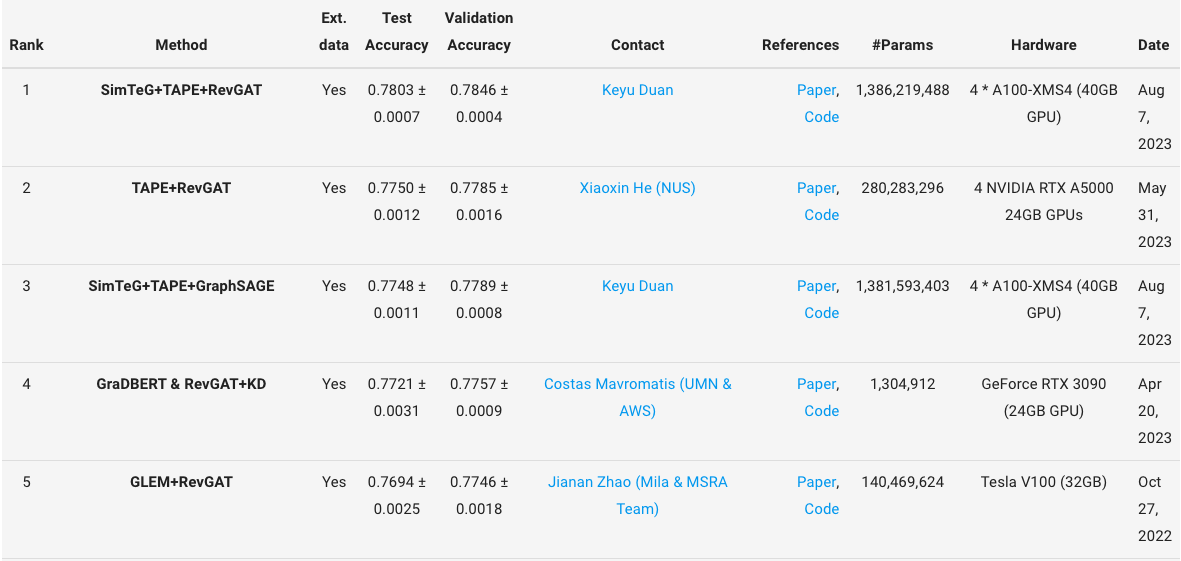 Rank Method Ext. data Test Accuracy Validation Accuracy Contact References #Params Hardware Date
1 SimTeG+TAPE+RevGAT Yes 0.7803 ± 0.0007 0.7846 ± 0.0004 Keyu Duan Paper, Code 1,386,219,488 4 * A100-XMS4 (40GB GPU) Aug 7, 2023
2 TAPE+RevGAT Yes 0.7750 ± 0.0012 0.7785 ± 0.0016 Xiaoxin He (NUS) Paper, Code 280,283,296 4 NVIDIA RTX A5000 24GB GPUs May 31, 2023
3 SimTeG+TAPE+GraphSAGE Yes 0.7748 ± 0.0011 0.7789 ± 0.0008 Keyu Duan Paper, Code 1,381,593,403 4 * A100-XMS4 (40GB GPU) Aug 7, 2023
4 GraDBERT & RevGAT+KD Yes 0.7721 ± 0.0031 0.7757 ± 0.0009 Costas Mavromatis (UMN & AWS) Paper, Code 1,304,912 GeForce RTX 3090 (24GB GPU) Apr 20, 2023
5 GLEM+RevGAT Yes 0.7694 ± 0.0025 0.7746 ± 0.0018 Jianan Zhao (Mila & MSRA Team) Paper, Code 140,469,624 Tesla V100 (32GB) Oct 27, 2022